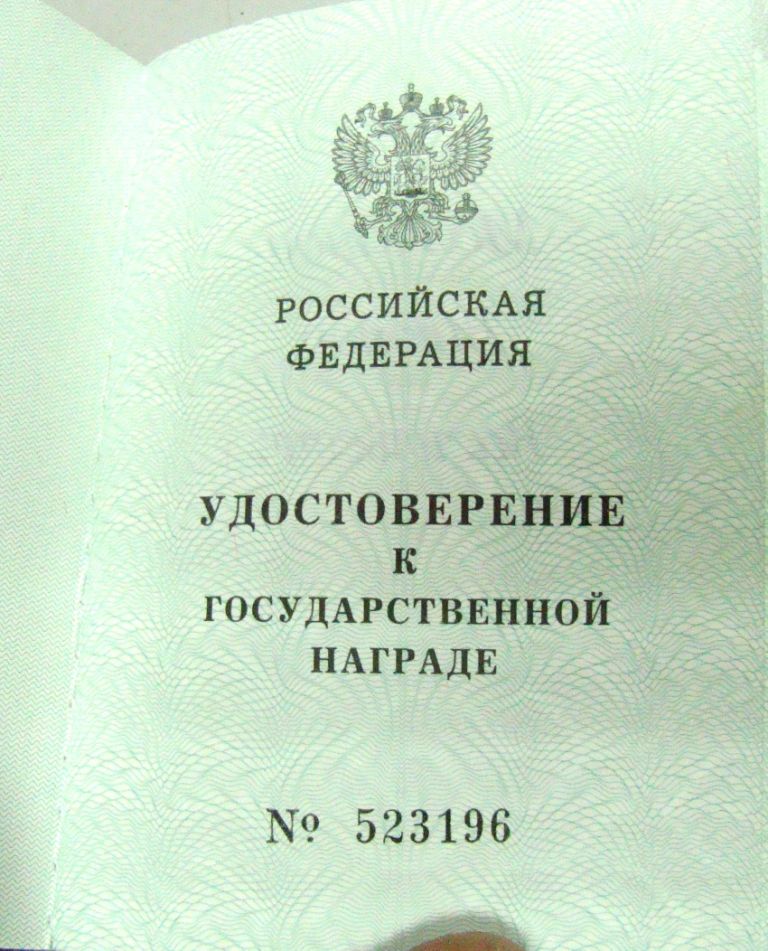 РОССИЙСКАЯ
ФЕДЕРАЦИЯ
УДОСТОВЕРЕНИЕ
К
ГОСУДАРСТВЕННОЙ
НАГРАДЕ
№ 523196